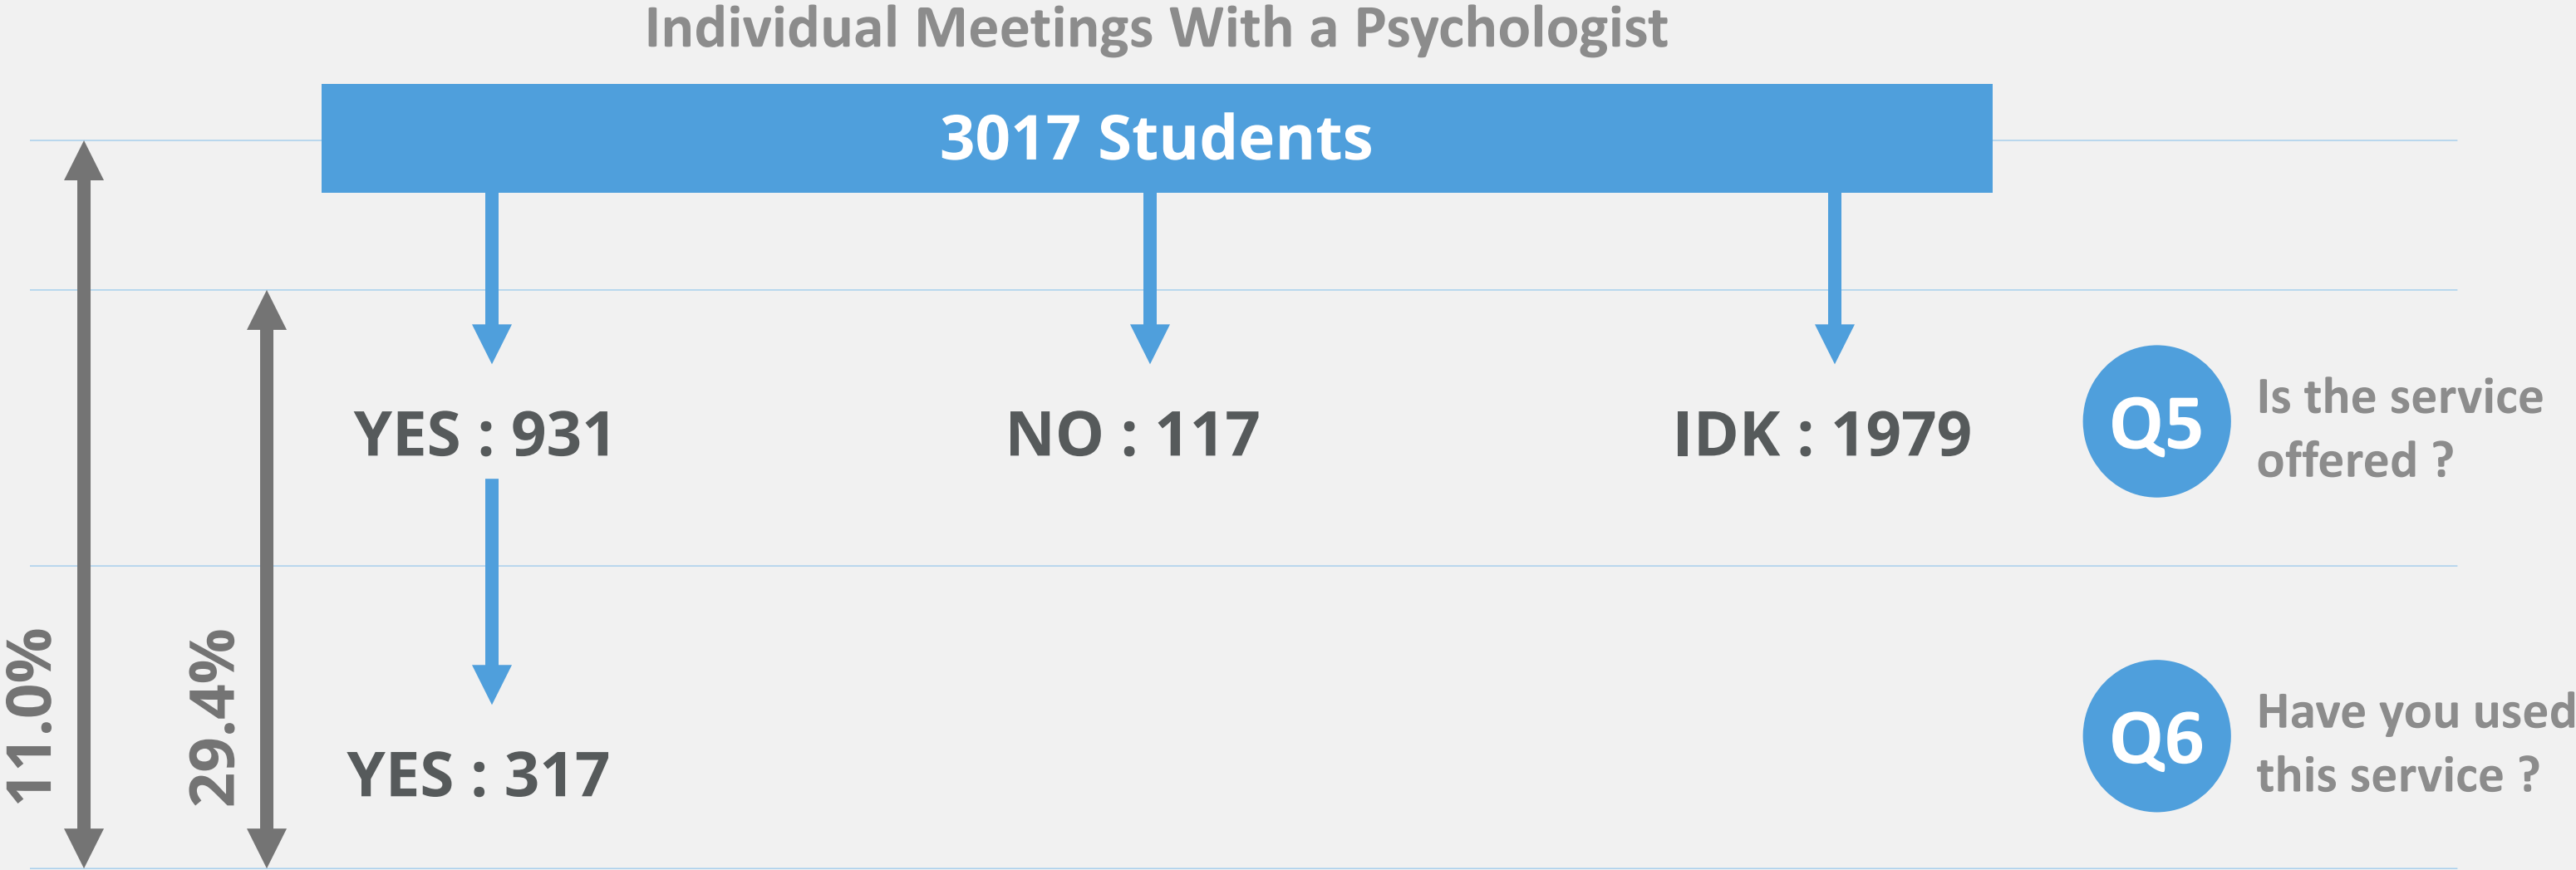 Individual Meetings With a Psychologist
3017 Students
YES : 931
NO : 117
IDK : 1979
Q5
Is the service
offered ?
11.0%
29.4%
YES : 317
Q6
Have you used
this service ?